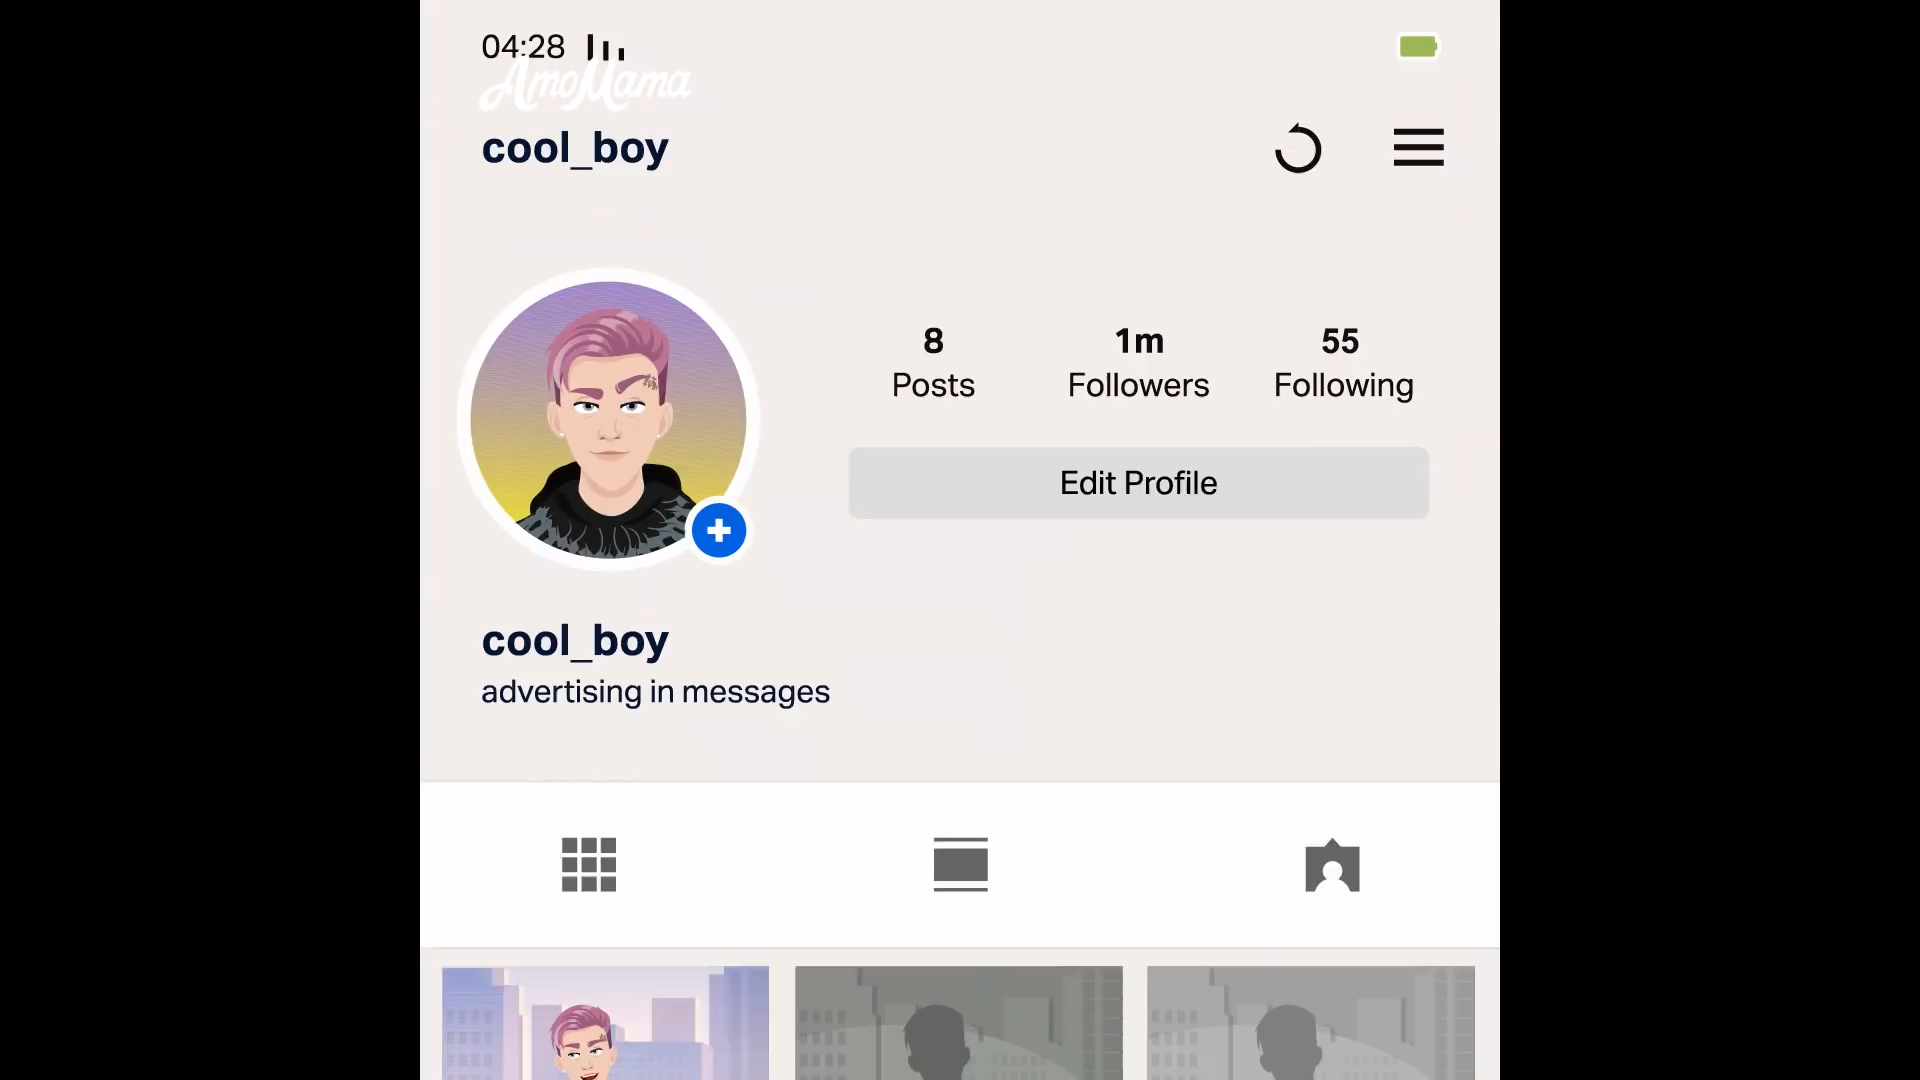 04:28
AmoMama
cool_boy
8
Posts
1m
Followers
55
Following
Edit Profile
cool_boy
advertising in messages